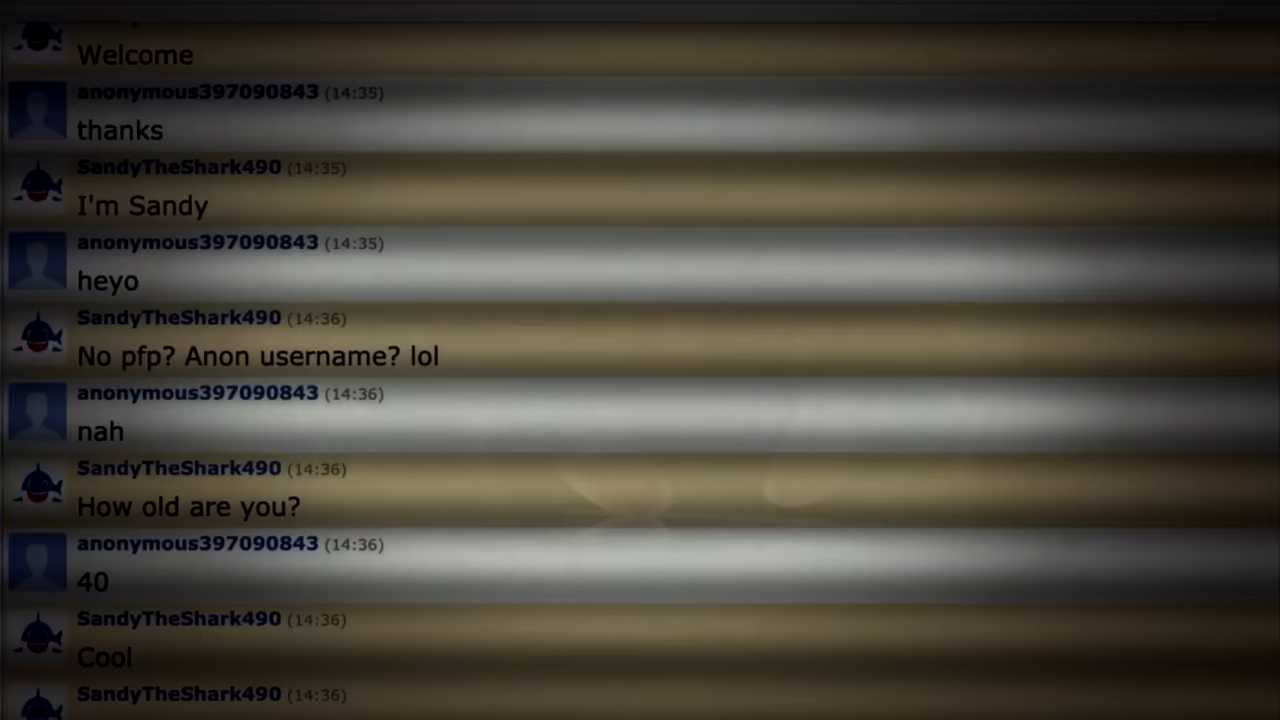 Welcome
anonymous397090843 (14:35)
thanks
SandyTheShark490 (14:35)
I'm Sandy
anonymous397090843 (14:35)
heyo
SandyTheShark490 (14:36)
No pfp? Anon username? lol
anonymous397090843 (14:36)
nah
SandyTheShark490 (14:36)
How old are you?
anonymous397090843 (14:36)
40
SandyTheShark490 (14:36)
Cool
SandyTheShark490 (14:36)